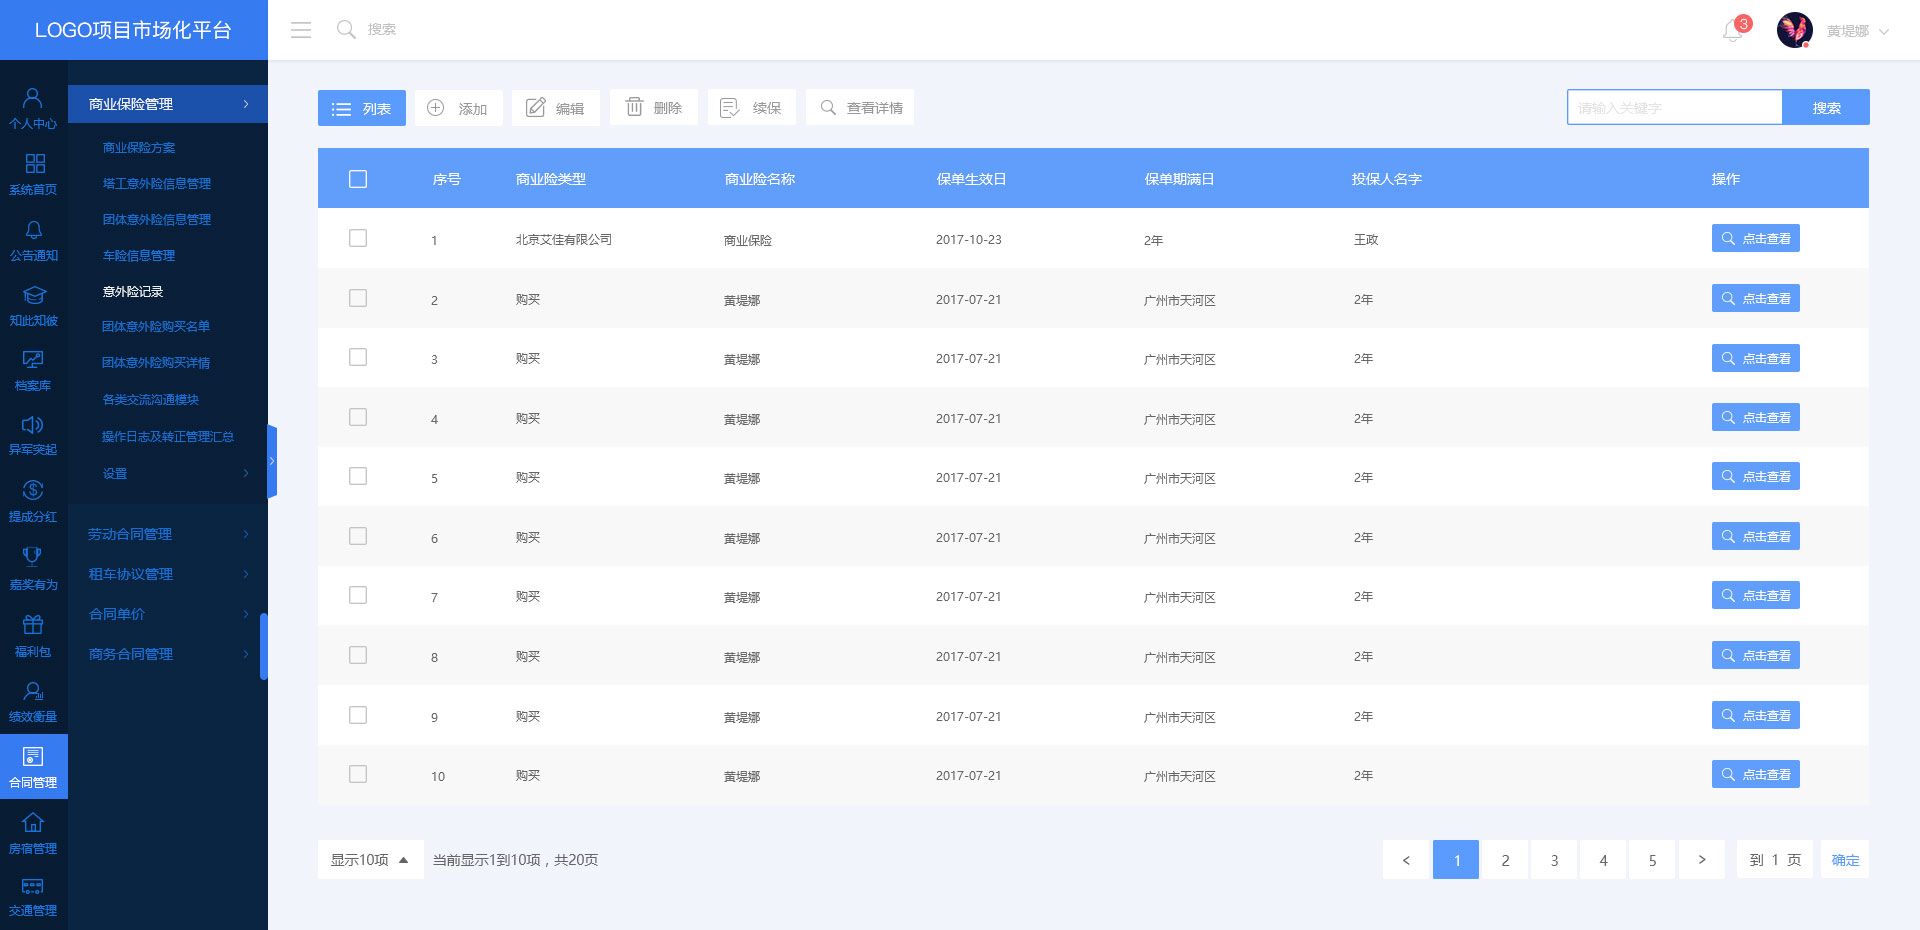 LOGO项目市场化平台
搜索
3
黄堤娜
个人中心
系统首页
公告通知
知此知彼
档案库
异军突起
提成分红
嘉奖有为
福利包
绩效衡量
合同管理
房宿管理
交通管理
商业保险管理
商业保险方案
塔工意外险信息管理
团体意外险信息管理
车险信息管理
意外险记录
团体意外险购买名单
团体意外险购买详情
各类交流沟通模块
操作日志及转正管理汇总
设置
劳动合同管理
租车协议管理
合同单价
商务合同管理
列表 添加 编辑 删除 续保 查看详情
请输入关键字 搜索
序号 商业险类型 商业险名称 保单生效日 保单期满日 投保人名字 操作
1 北京艾佳有限公司 商业保险 2017-10-23 2年 王政 点击查看
2 购买 黄堤娜 2017-07-21 广州市天河区 2年 点击查看
3 购买 黄堤娜 2017-07-21 广州市天河区 2年 点击查看
4 购买 黄堤娜 2017-07-21 广州市天河区 2年 点击查看
5 购买 黄堤娜 2017-07-21 广州市天河区 2年 点击查看
6 购买 黄堤娜 2017-07-21 广州市天河区 2年 点击查看
7 购买 黄堤娜 2017-07-21 广州市天河区 2年 点击查看
8 购买 黄堤娜 2017-07-21 广州市天河区 2年 点击查看
9 购买 黄堤娜 2017-07-21 广州市天河区 2年 点击查看
10 购买 黄堤娜 2017-07-21 广州市天河区 2年 点击查看
显示10项 当前显示1到10项，共20页
< 1 2 3 4 5 > 到 1 页 确定